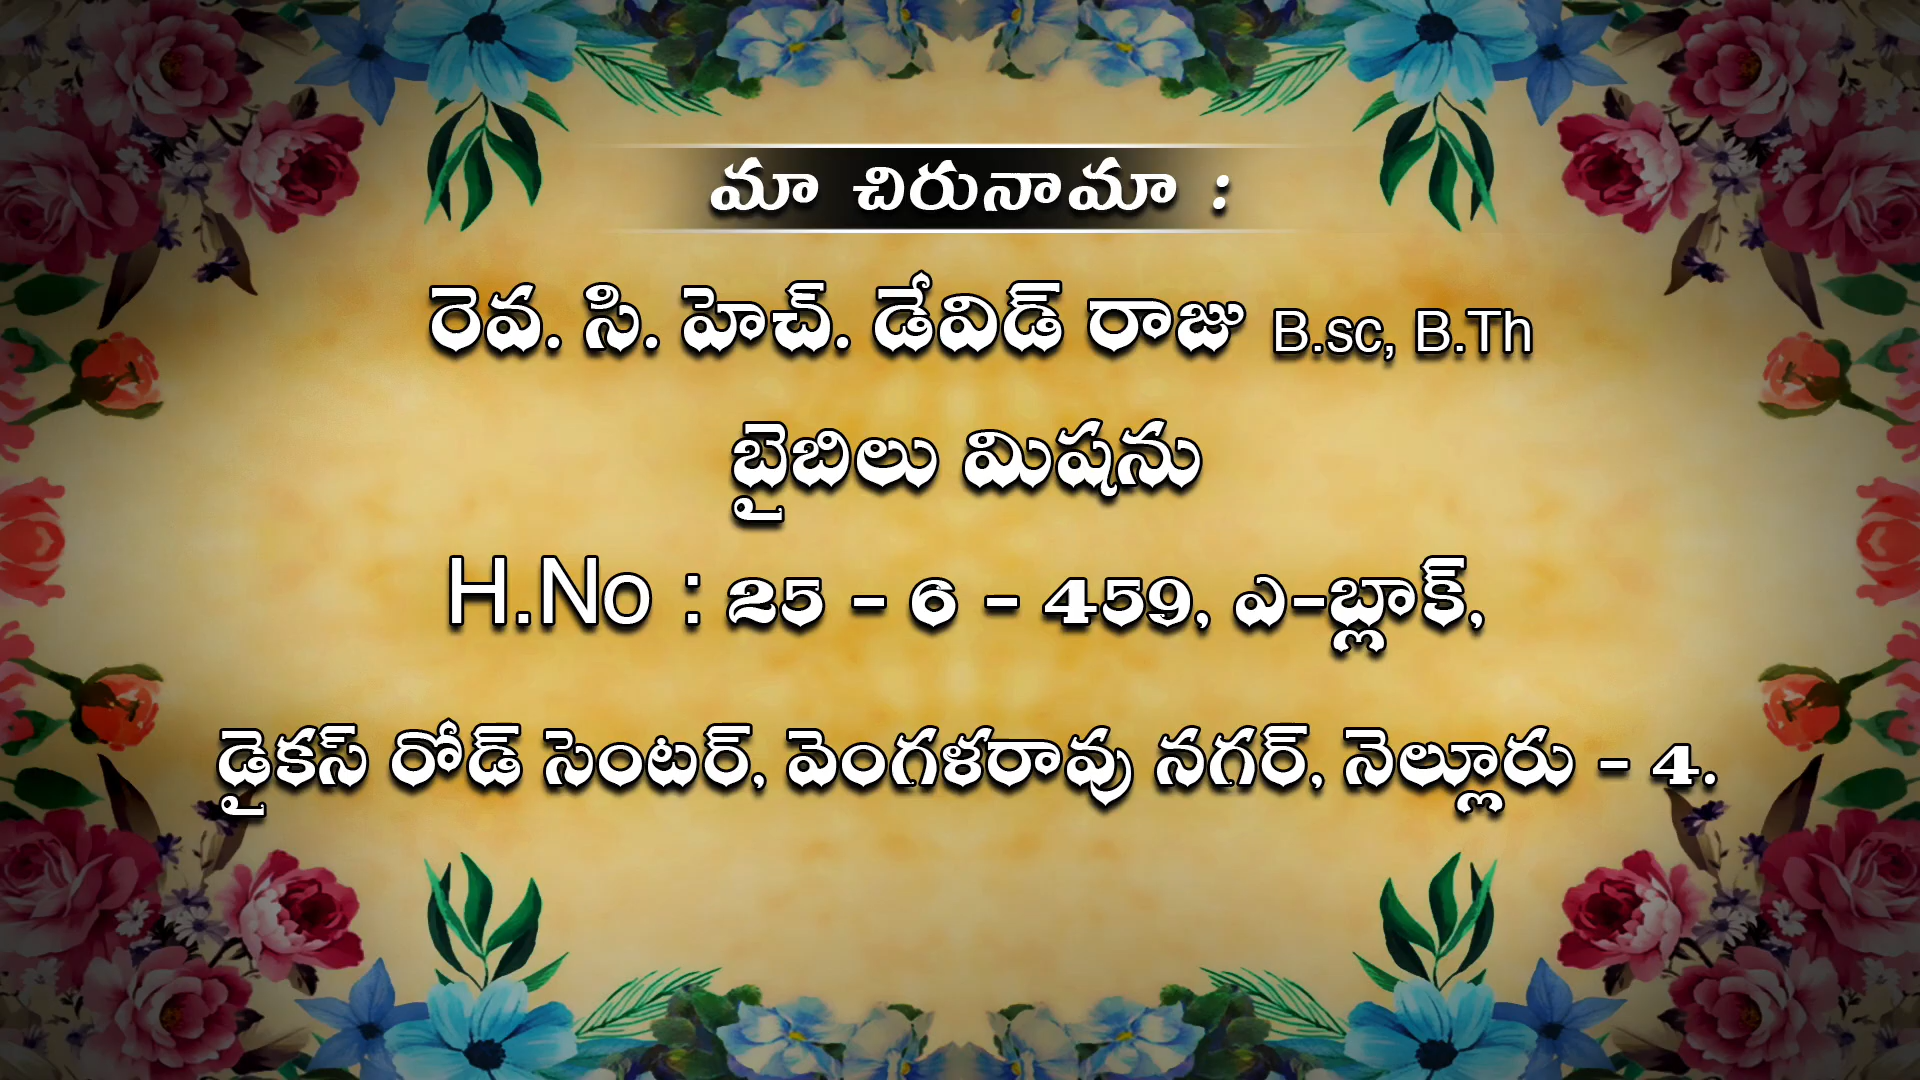 మా చిరునామా :
రెవ. సి. హెచ్. డేవిడ్ రాజు B.sc, B.Th
బైబిలు మిషను
H.No : 25 - 6 - 459, ఎ-బ్లాక్,
డైకస్ రోడ్ సెంటర్, వెంగళరావు నగర్, నెల్లూరు - 4.